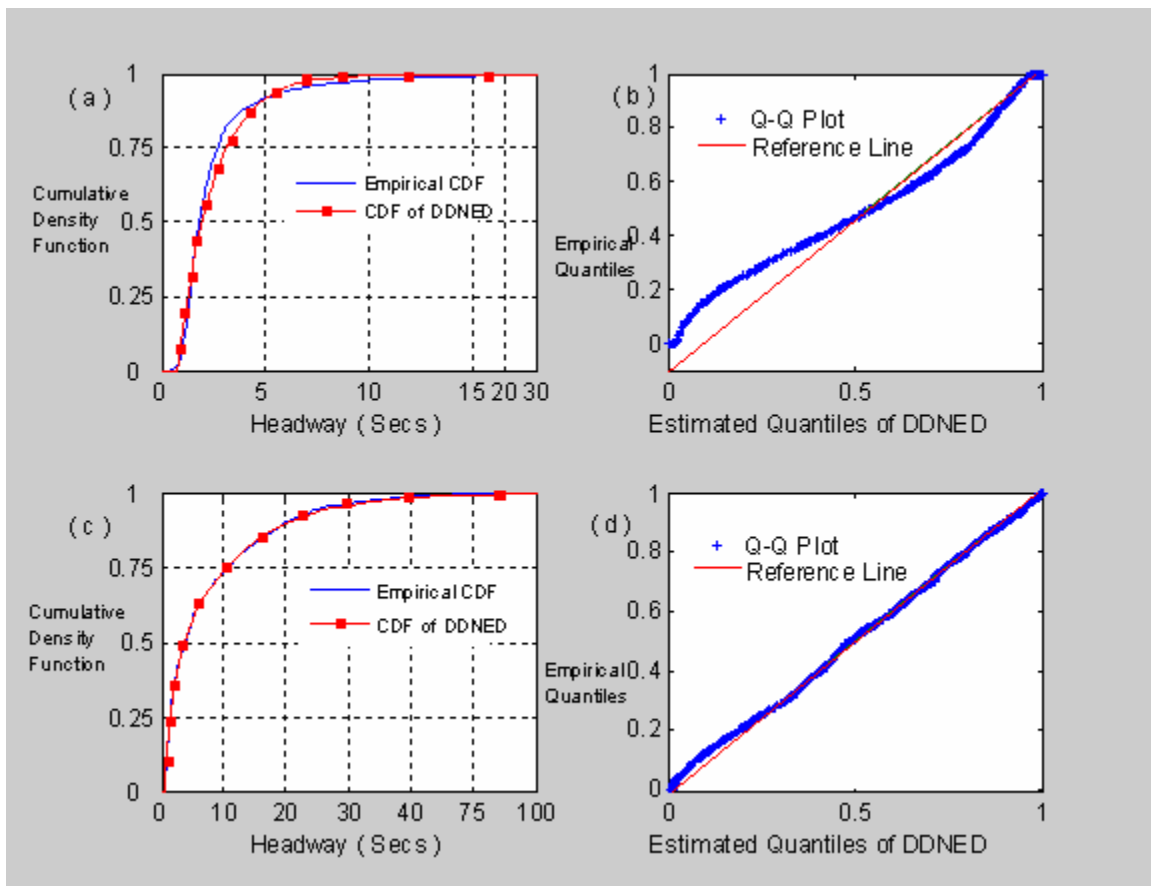 (a)
1
0.75
0.5
0.25
0
Cumulative
Density
Function
Empirical CDF
CDF of DDNED
0 5 10 15 20 30
Headway (Secs)
(b)
1
0.8
0.6
0.4
0.2
0
Q-Q Plot
Reference Line
Empirical
Quantiles
0 0.5 1
Estimated Quantiles of DDNED
(c)
1
0.75
0.5
0.25
0
Cumulative
Density
Function
Empirical CDF
CDF of DDNED
0 10 20 30 40 75 100
Headway (Secs)
(d)
1
0.8
0.6
0.4
0.2
0
Q-Q Plot
Reference Line
Empirical
Quantiles
0 0.5 1
Estimated Quantiles of DDNED